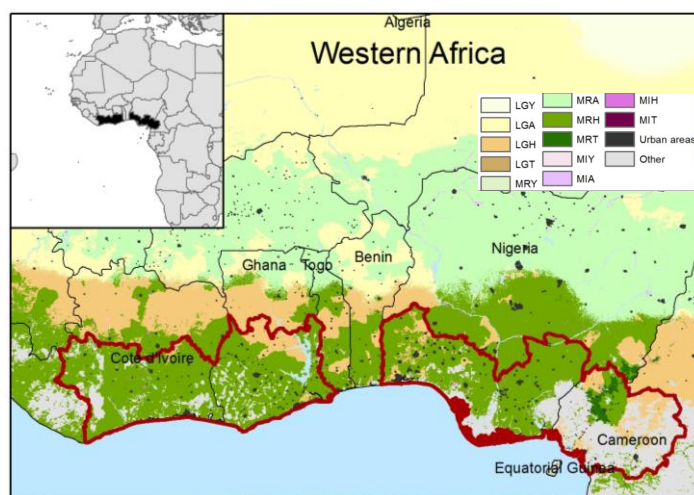 Algeria
Western Africa
LGY
LGA
LGH
LGT
MRY
MRA
MRH
MRT
MIY
MIA
MIH
MIT
Urban areas
Other
Nigeria
Benin
Ghana
Togo
Cote d'Ivoire
Cameroon
Equatorial Guinea